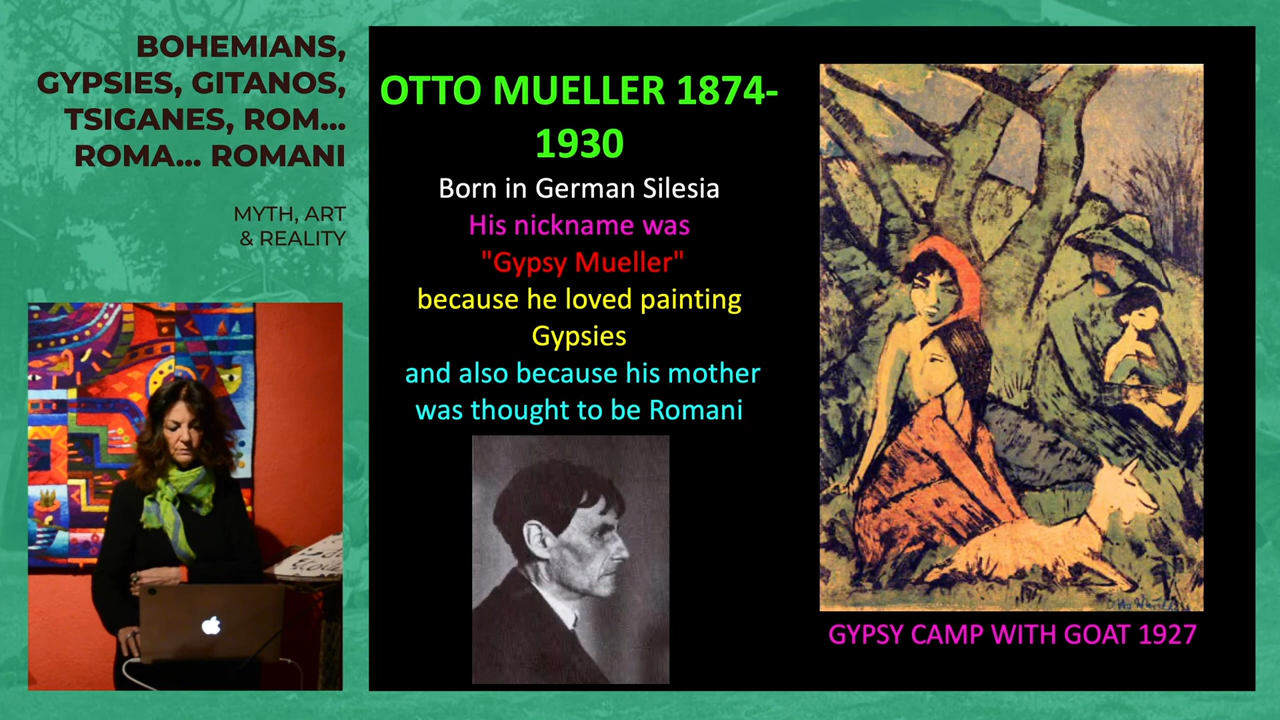 BOHEMIANS,
GYPSIES, GITANOS,
TSIGANES, ROM...
ROMA... ROMANI
MYTH, ART
& REALITY
OTTO MUELLER 1874-
1930
Born in German Silesia
His nickname was
"Gypsy Mueller"
because he loved painting
Gypsies
and also because his mother
was thought to be Romani
GYPSY CAMP WITH GOAT 1927